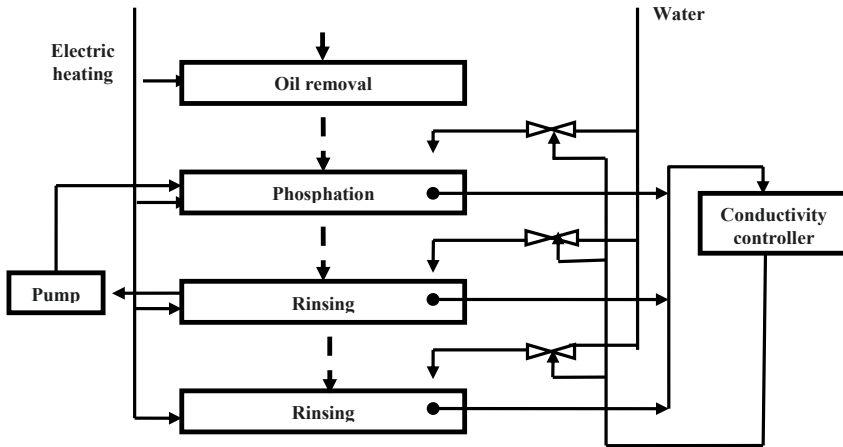 Water
Electric
heating
Oil removal
Phosphation
Conductivity
controller
Pump
Rinsing
Rinsing